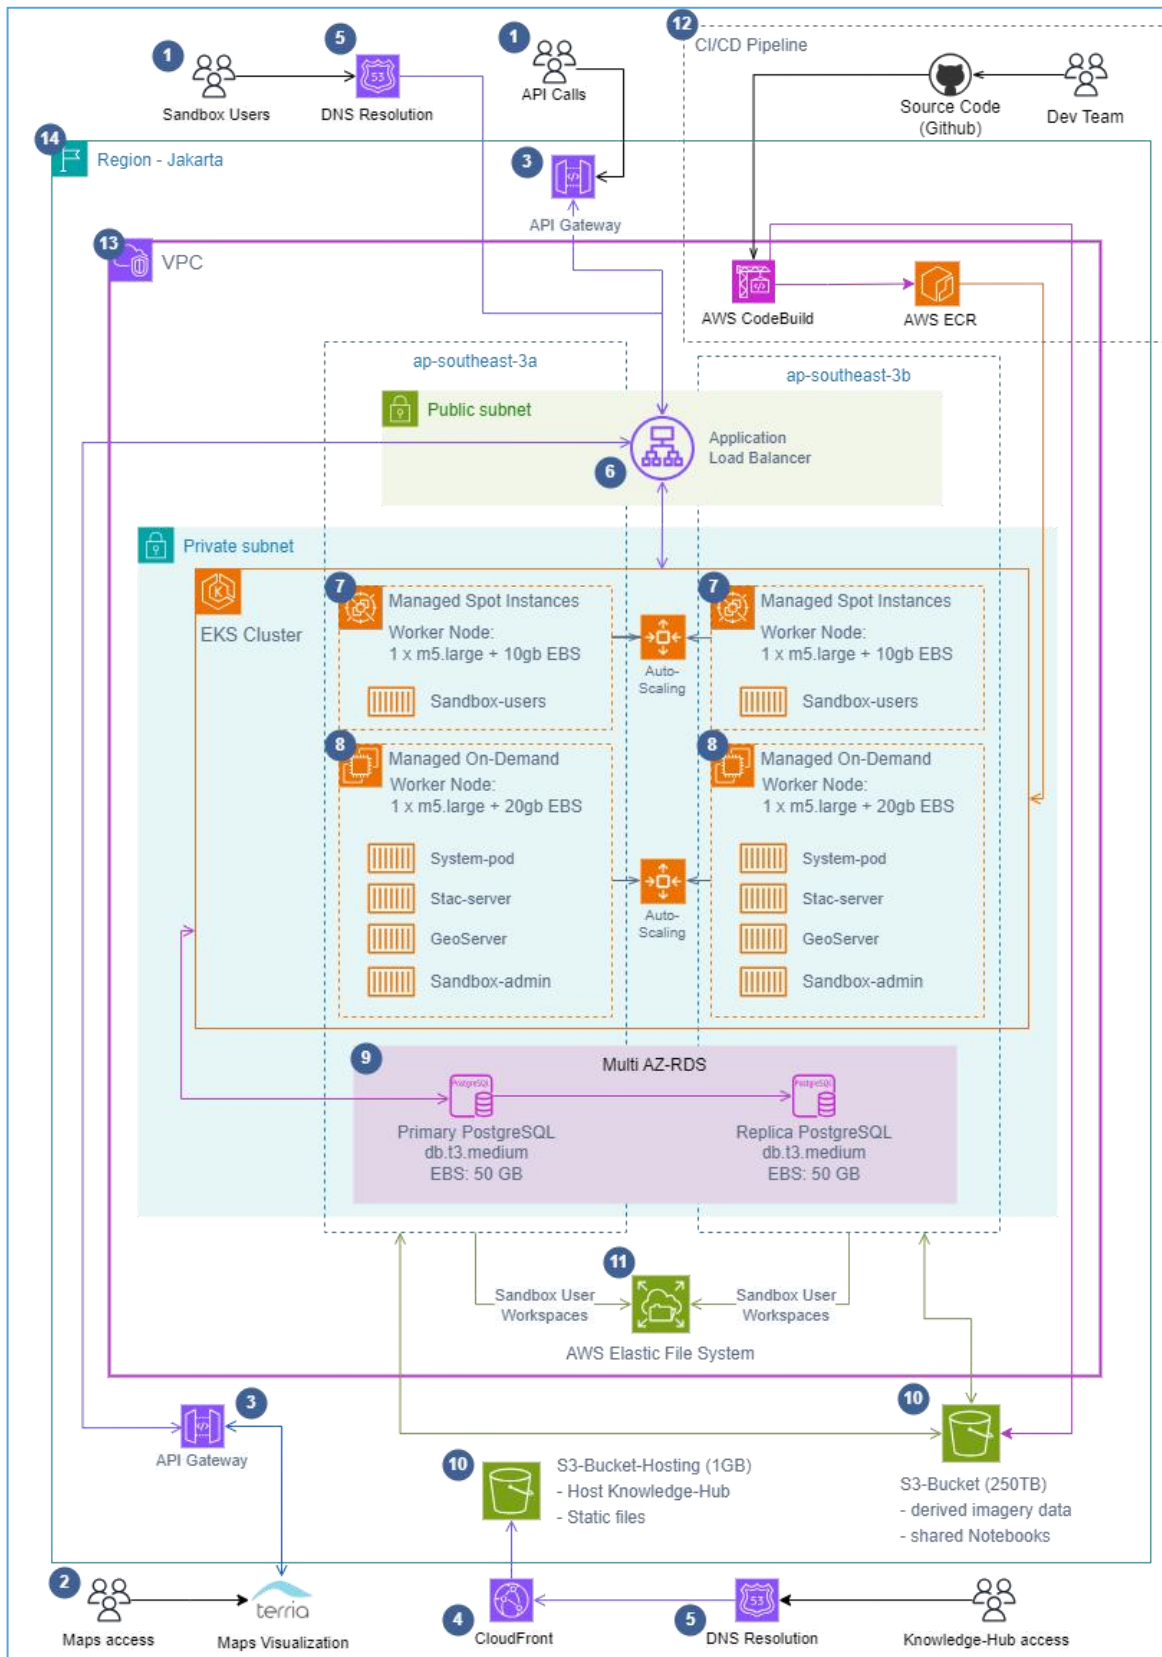 12
CI/CD Pipeline
1
5
1
53
Sandbox Users
DNS Resolution
API Calls
Source Code
(Github)
Dev Team
14
Region - Jakarta
3
API Gateway
13
VPC
AWS CodeBuild
AWS ECR
ap-southeast-3a
ap-southeast-3b
Public subnet
Application
Load Balancer
6
Private subnet
K
EKS Cluster
7
Managed Spot Instances
Worker Node:
1 x m5.large + 10gb EBS
Sandbox-users
Auto-
Scaling
7
Managed Spot Instances
Worker Node:
1 x m5.large + 10gb EBS
Sandbox-users
8
Managed On-Demand
Worker Node:
1 x m5.large + 20gb EBS
System-pod
Stac-server
GeoServer
Sandbox-admin
Auto-
Scaling
8
Managed On-Demand
Worker Node:
1 x m5.large + 20gb EBS
System-pod
Stac-server
GeoServer
Sandbox-admin
9
Multi AZ-RDS
PostgreSQL
Primary PostgreSQL
db.t3.medium
EBS: 50 GB
PostgreSQL
Replica PostgreSQL
db.t3.medium
EBS: 50 GB
11
Sandbox User
Workspaces
Sandbox User
Workspaces
AWS Elastic File System
3
API Gateway
10
S3-Bucket-Hosting (1GB)
- Host Knowledge-Hub
- Static files
10
S3-Bucket (250TB)
- derived imagery data
- shared Notebooks
2
Maps access
terria
Maps Visualization
4
CloudFront
5
53
DNS Resolution
Knowledge-Hub access